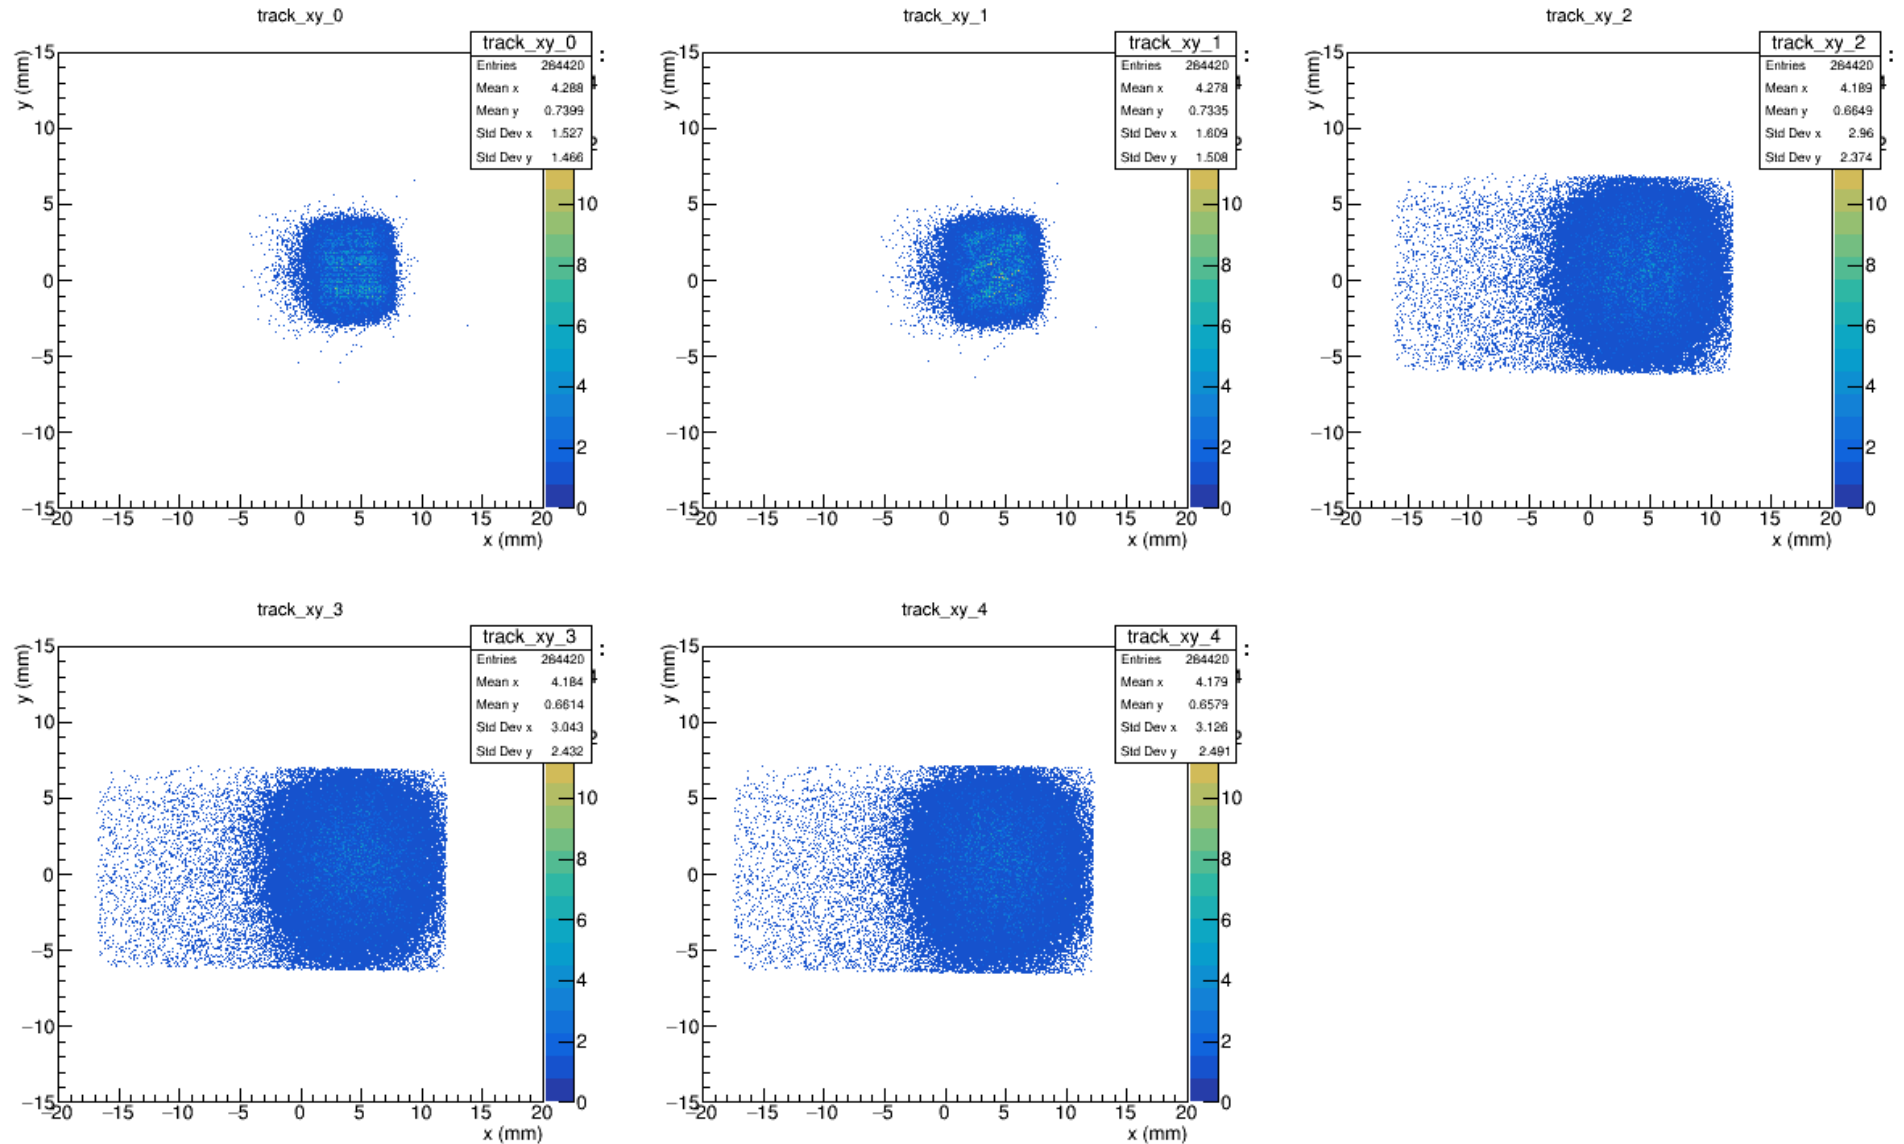 track_xy_0
track_xy_0
Entries 264420
Mean x 4.288
Mean y 0.7399
Std Dev x 1.527
Std Dev y 1.466
y (mm)
15
10
5
0
−5
−10
−15
−20 −15 −10 −5 0 5 10 15 20
x (mm)
10
8
6
4
2
0
track_xy_1
track_xy_1
Entries 264420
Mean x 4.278
Mean y 0.7335
Std Dev x 1.609
Std Dev y 1.508
y (mm)
15
10
5
0
−5
−10
−15
−20 −15 −10 −5 0 5 10 15 20
x (mm)
10
8
6
4
2
0
track_xy_2
track_xy_2
Entries 264420
Mean x 4.189
Mean y 0.6649
Std Dev x 2.96
Std Dev y 2.374
y (mm)
15
10
5
0
−5
−10
−15
−20 −15 −10 −5 0 5 10 15 20
x (mm)
10
8
6
4
2
0
track_xy_3
track_xy_3
Entries 264420
Mean x 4.184
Mean y 0.6614
Std Dev x 3.043
Std Dev y 2.432
y (mm)
15
10
5
0
−5
−10
−15
−20 −15 −10 −5 0 5 10 15 20
x (mm)
10
8
6
4
2
0
track_xy_4
track_xy_4
Entries 264420
Mean x 4.179
Mean y 0.6579
Std Dev x 3.126
Std Dev y 2.491
y (mm)
15
10
5
0
−5
−10
−15
−20 −15 −10 −5 0 5 10 15 20
x (mm)
10
8
6
4
2
0